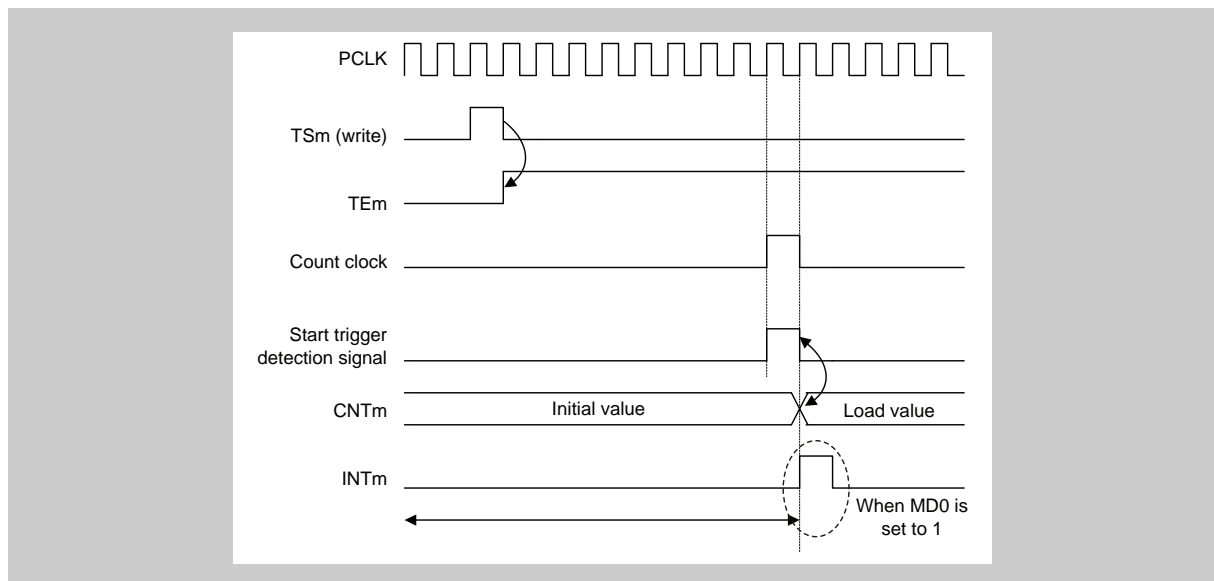 PCLK
TSm (write)
TEm
Count clock
Start trigger
detection signal
CNTm
Initial value
Load value
INTm
When MD0 is
set to 1